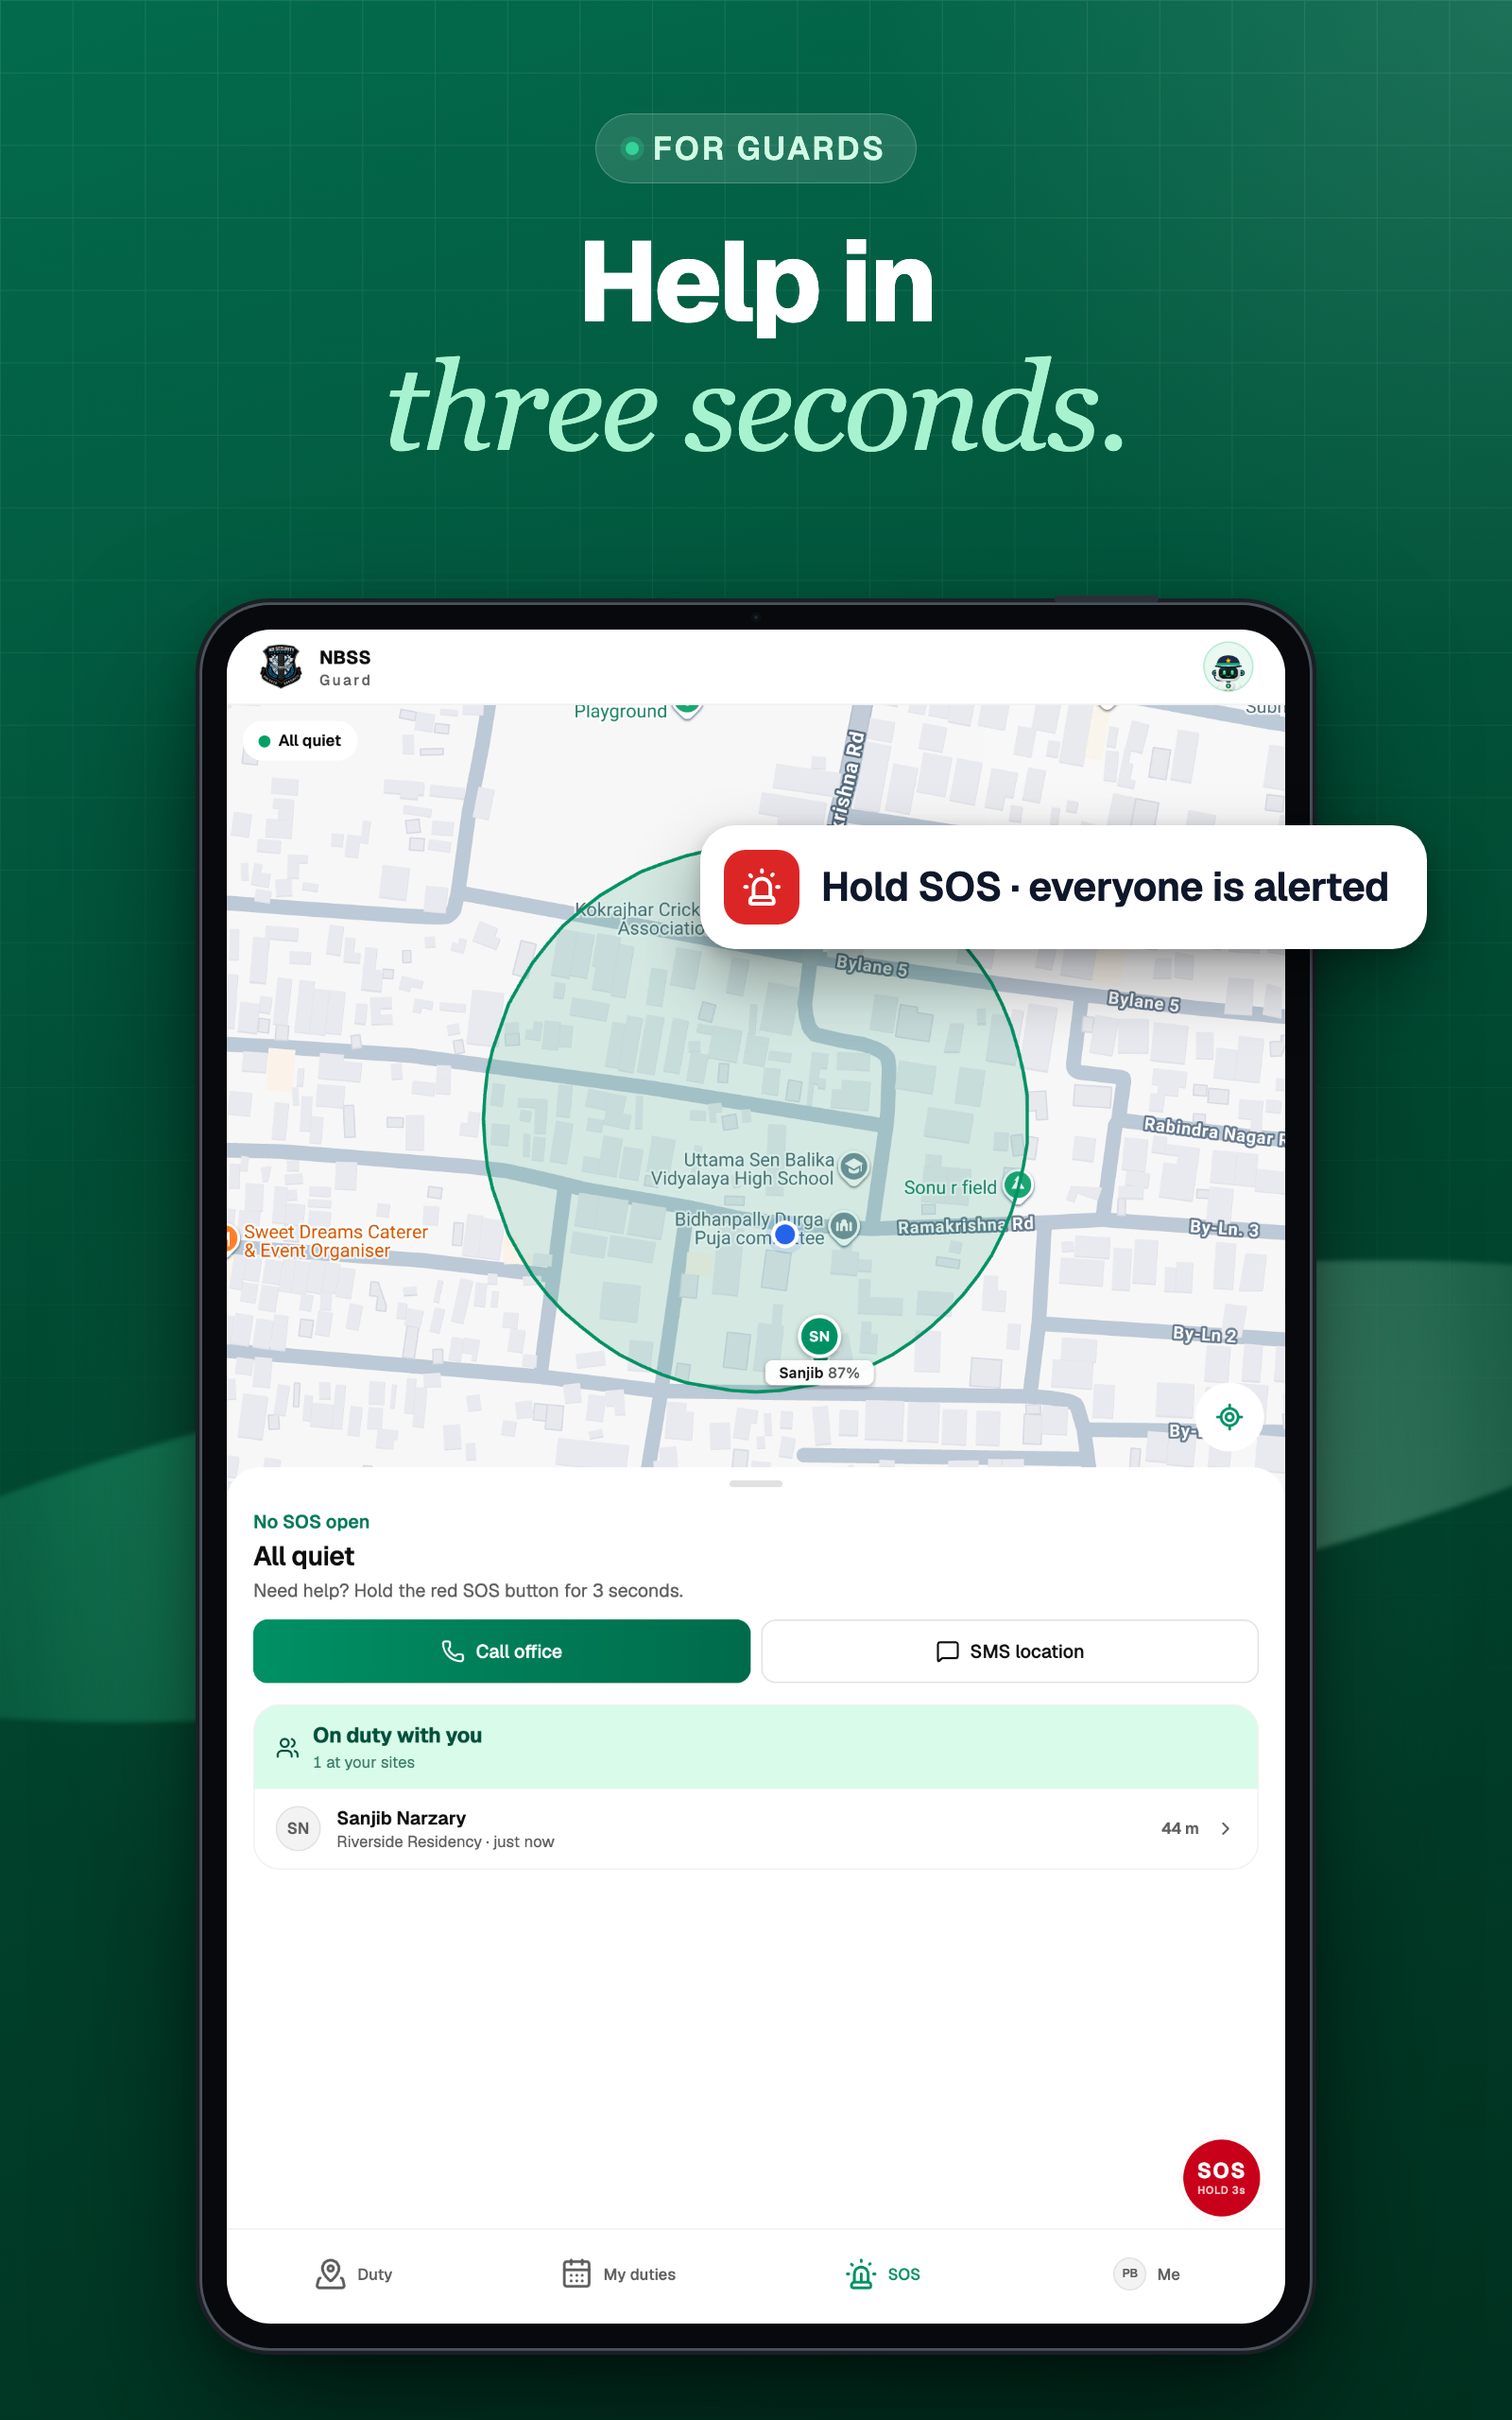 FOR GUARDS
Help in
three seconds.
NBSS
Guard
All quiet
Playground
Hold SOS · everyone is alerted
Kokrajhar
Bylane 5
Bylane 5
Rabindra Nagar
Uttama Sen Balika
Vidyalaya High School
Sonu r field
Bidhanpally Durga
Puja
Ramakrishna Rd
By-Ln. 3
Sweet Dreams Caterer
& Event Organiser
By-Ln 2
SN
Sanjib 87%
No SOS open
All quiet
Need help? Hold the red SOS button for 3 seconds.
Call office
SMS location
On duty with you
1 at your sites
SN
Sanjib Narzary
Riverside Residency · just now
44 m
SOS
HOLD 3s
Duty
My duties
SOS
PB
Me